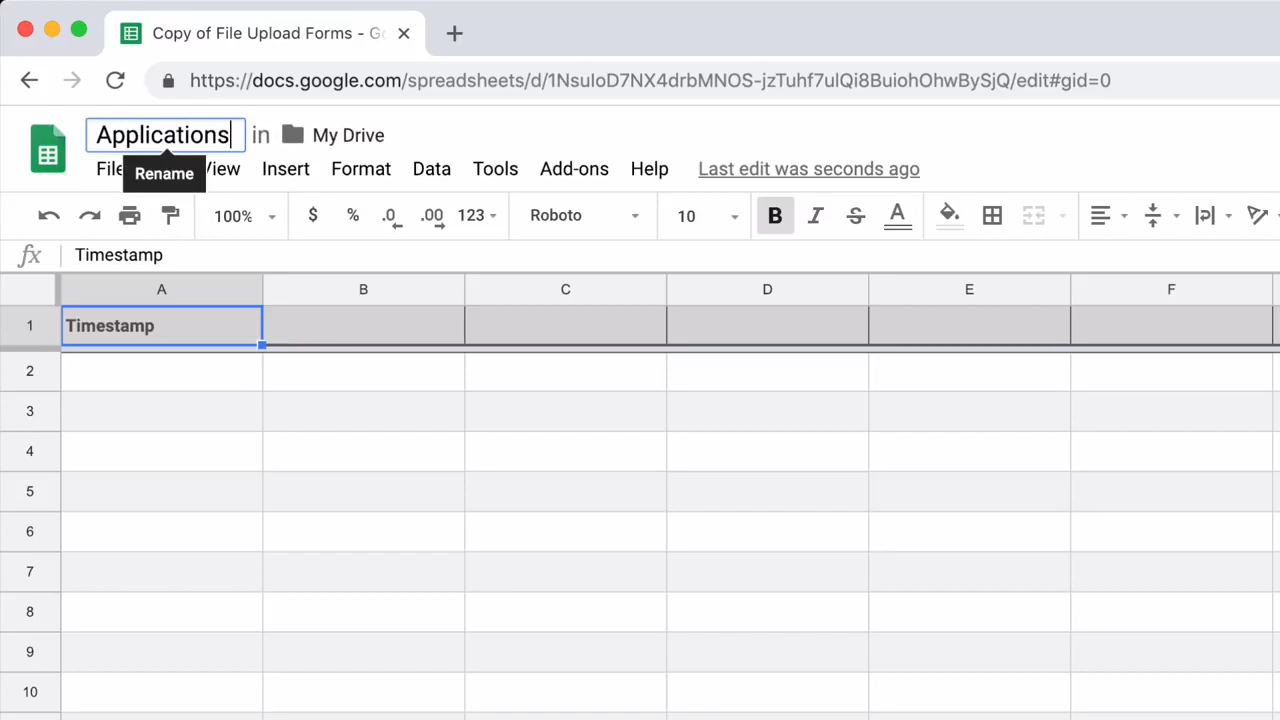 Copy of File Upload Forms - Go
https://docs.google.com/spreadsheets/d/1NsuIoD7NX4drbMNOS-jzTuhf7ulQi8BuiohOhwBySjQ/edit#gid=0
Applications in My Drive
File View Insert Format Data Tools Add-ons Help Last edit was seconds ago
Rename
100% $ % .0 .00 123 Roboto 10 B I S A
fx Timestamp
A B C D E F
1 Timestamp
2
3
4
5
6
7
8
9
10